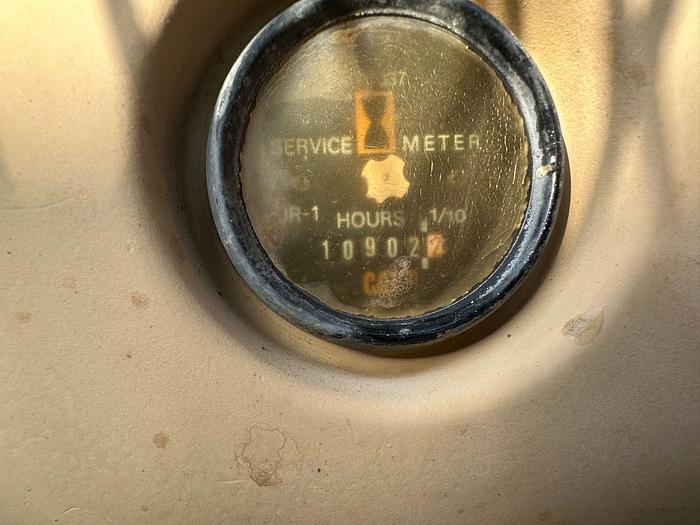 SERVICE METER
HOURS 1/10
109022